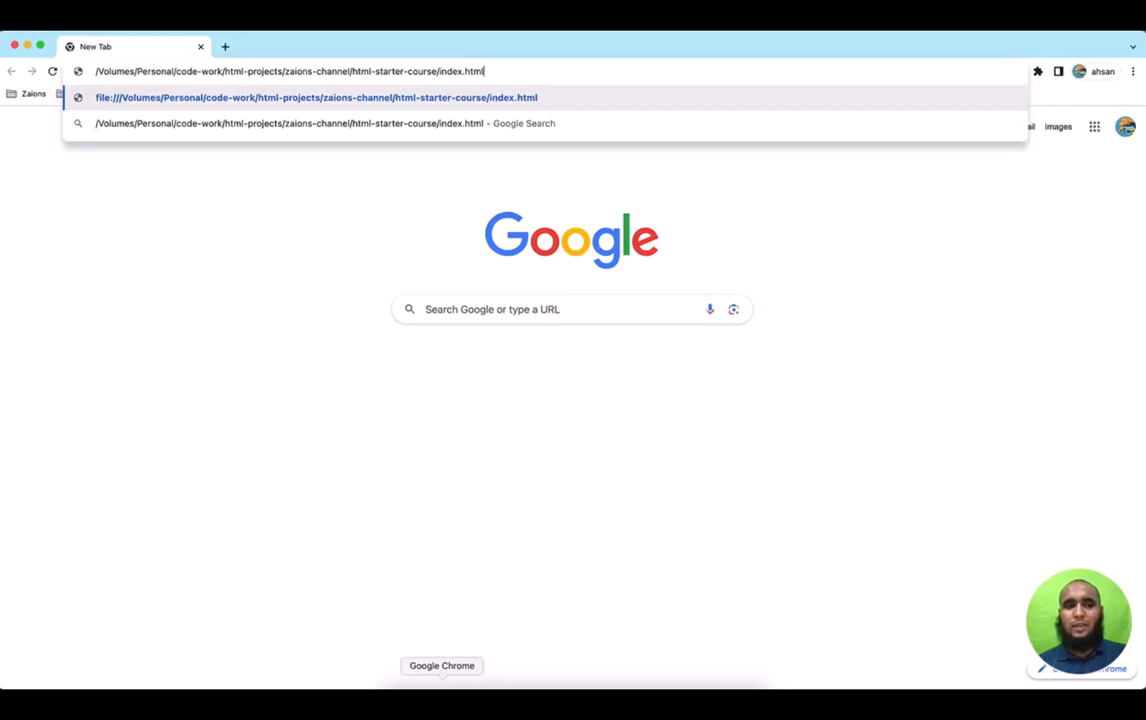 New Tab
/Volumes/Personal/code-work/html-projects/zaions-channel/html-starter-course/index.html
ahsan
Zaions
file:///Volumes/Personal/code-work/html-projects/zaions-channel/html-starter-course/index.html
/Volumes/Personal/code-work/html-projects/zaions-channel/html-starter-course/index.html - Google Search
Images
Google
Search Google or type a URL
Google Chrome